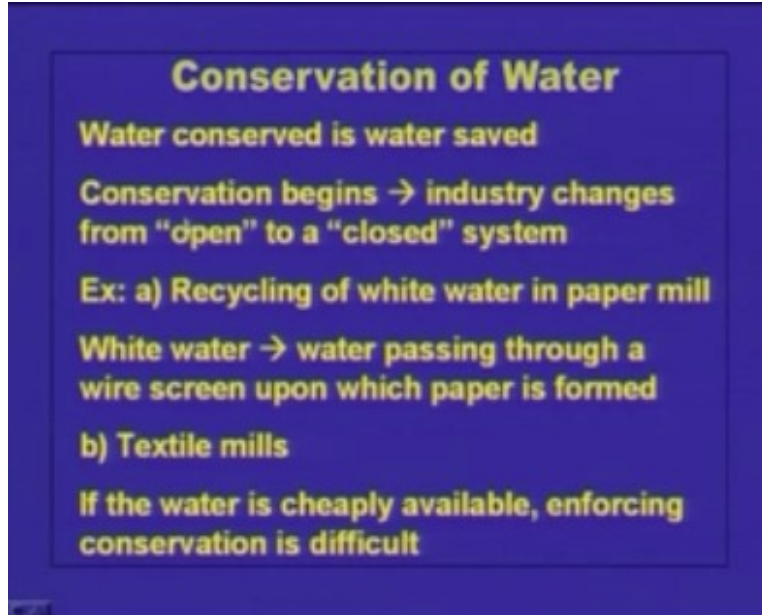 Conservation of Water
Water conserved is water saved
Conservation begins → industry changes
from “open” to a “closed” system
Ex: a) Recycling of white water in paper mill
White water → water passing through a
wire screen upon which paper is formed
b) Textile mills
If the water is cheaply available, enforcing
conservation is difficult